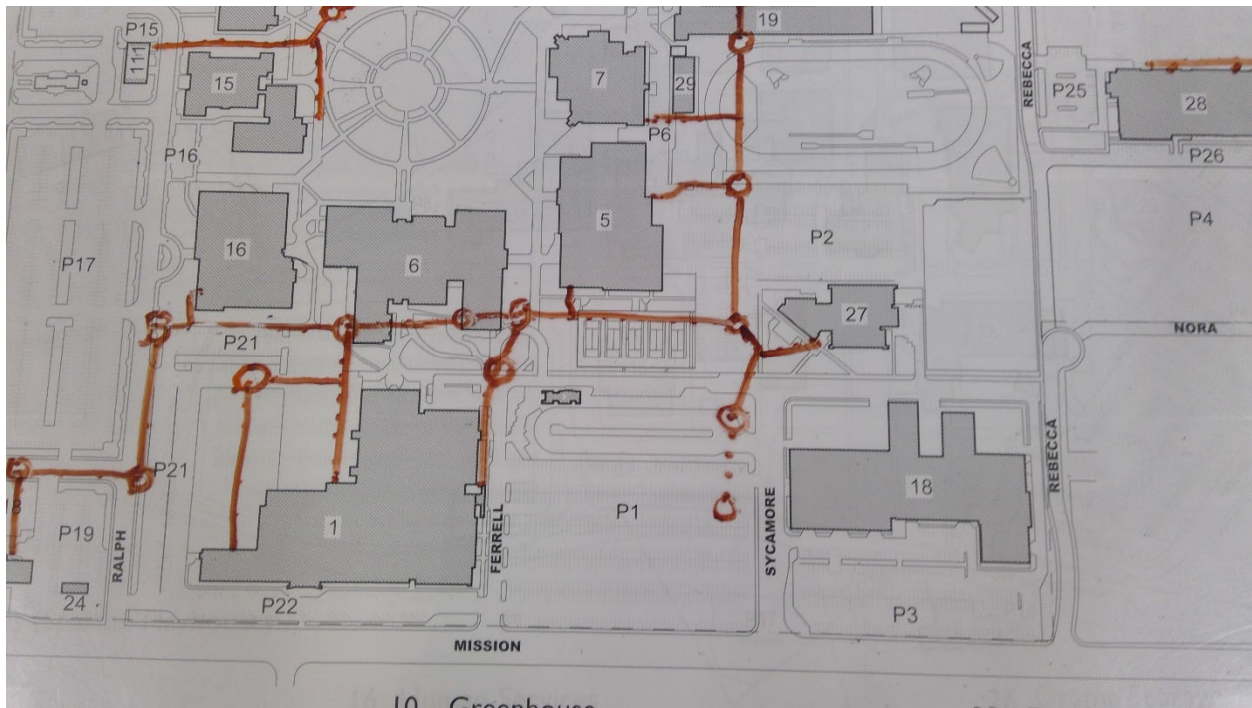 P15
19
111
15
7
29
REBECCA
P25
28
P6
P16
P26
5
P2
P4
16
6
P17
27
NORA
P21
P21
REBECCA
18
1
P1
SYCAMORE
P19
FERRELL
RALPH
24
P22
P3
MISSION
10 Greenhouse